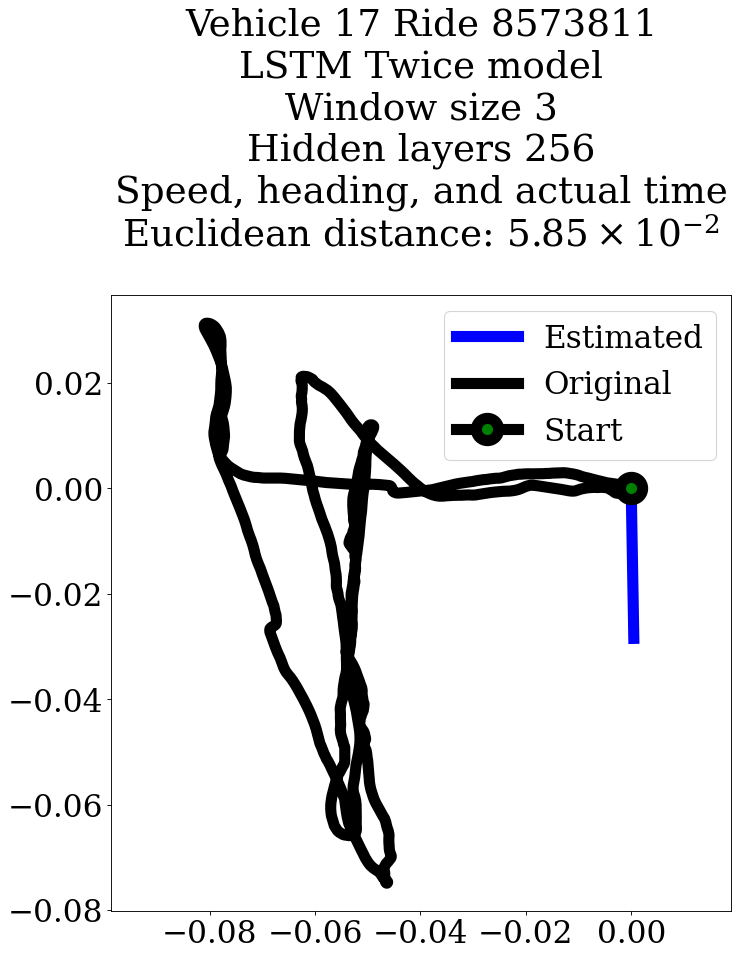 Vehicle 17 Ride 8573811
LSTM Twice model
Window size 3
Hidden layers 256
Speed, heading, and actual time
Euclidean distance: 5.85 × 10⁻²
Estimated
Original
Start
0.02
0.00
−0.02
−0.04
−0.06
−0.08
−0.08 −0.06 −0.04 −0.02 0.00